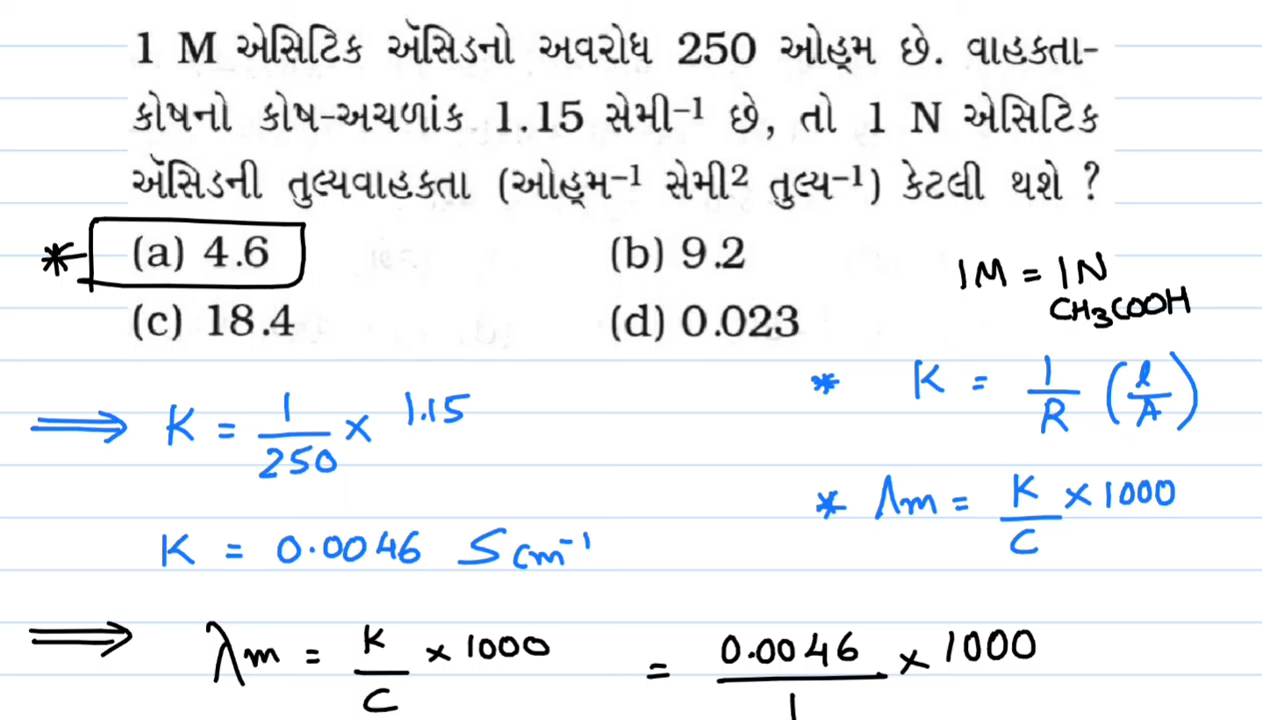 1 M એસિટિક ઍસિડનો અવરોધ 250 ઓહ્મ છે. વાહકતા-
કોષનો કોષ-અચળાંક 1.15 સેમી⁻¹ છે, તો 1 N એસિટિક
ઍસિડની તુલ્યવાહકતા (ઓહ્મ⁻¹ સેમી² તુલ્ય⁻¹) કેટલી થશે ?
* (a) 4.6 (b) 9.2
1M = 1N
CH₃COOH
(c) 18.4 (d) 0.023
* K = 1/R (l/A)
⟹ K = 1/250 × 1.15
* Λm = K/C × 1000
K = 0.0046 S cm⁻¹
⟹ λm = K/C × 1000 = 0.0046/1 × 1000